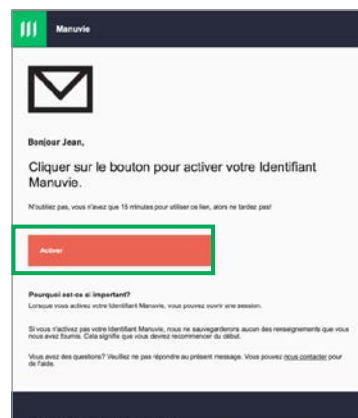 Manuvie
Bonjour Jean,
Cliquer sur le bouton pour activer votre Identifiant
Manuvie.
N'oubliez pas, vous n'avez que 15 minutes pour utiliser ce lien, alors ne tardez pas!
Activer
Pourquoi est-ce si important?
Lorsque vous activez votre Identifiant Manuvie, vous pouvez ouvrir une session.
Si vous n'activez pas votre Identifiant Manuvie, nous ne sauvegarderons aucun des renseignements que vous
nous avez fournis. Cela signifie que vous devrez recommencer du début.
Vous avez des questions? Veuillez ne pas répondre au présent message. Vous pouvez nous contacter pour
de l'aide.